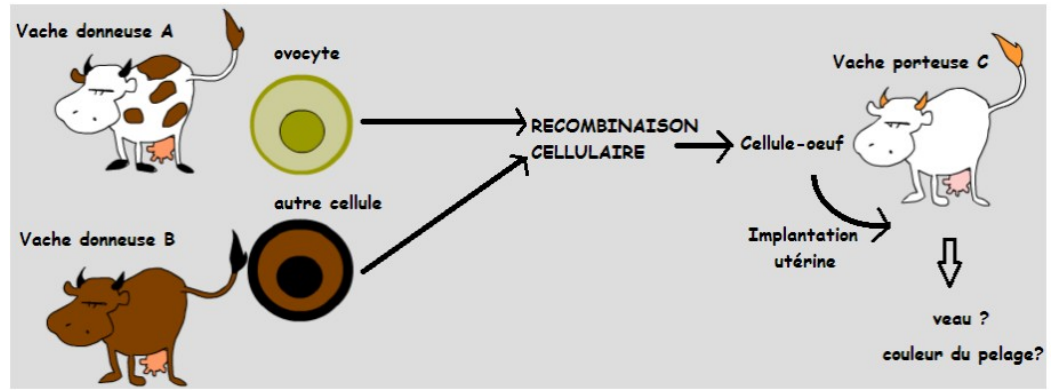 Vache donneuse A
ovocyte
Vache porteuse C
RECOMBINAISON
CELLULAIRE
Cellule-oeuf
autre cellule
Vache donneuse B
Implantation
utérine
veau ?
couleur du pelage?